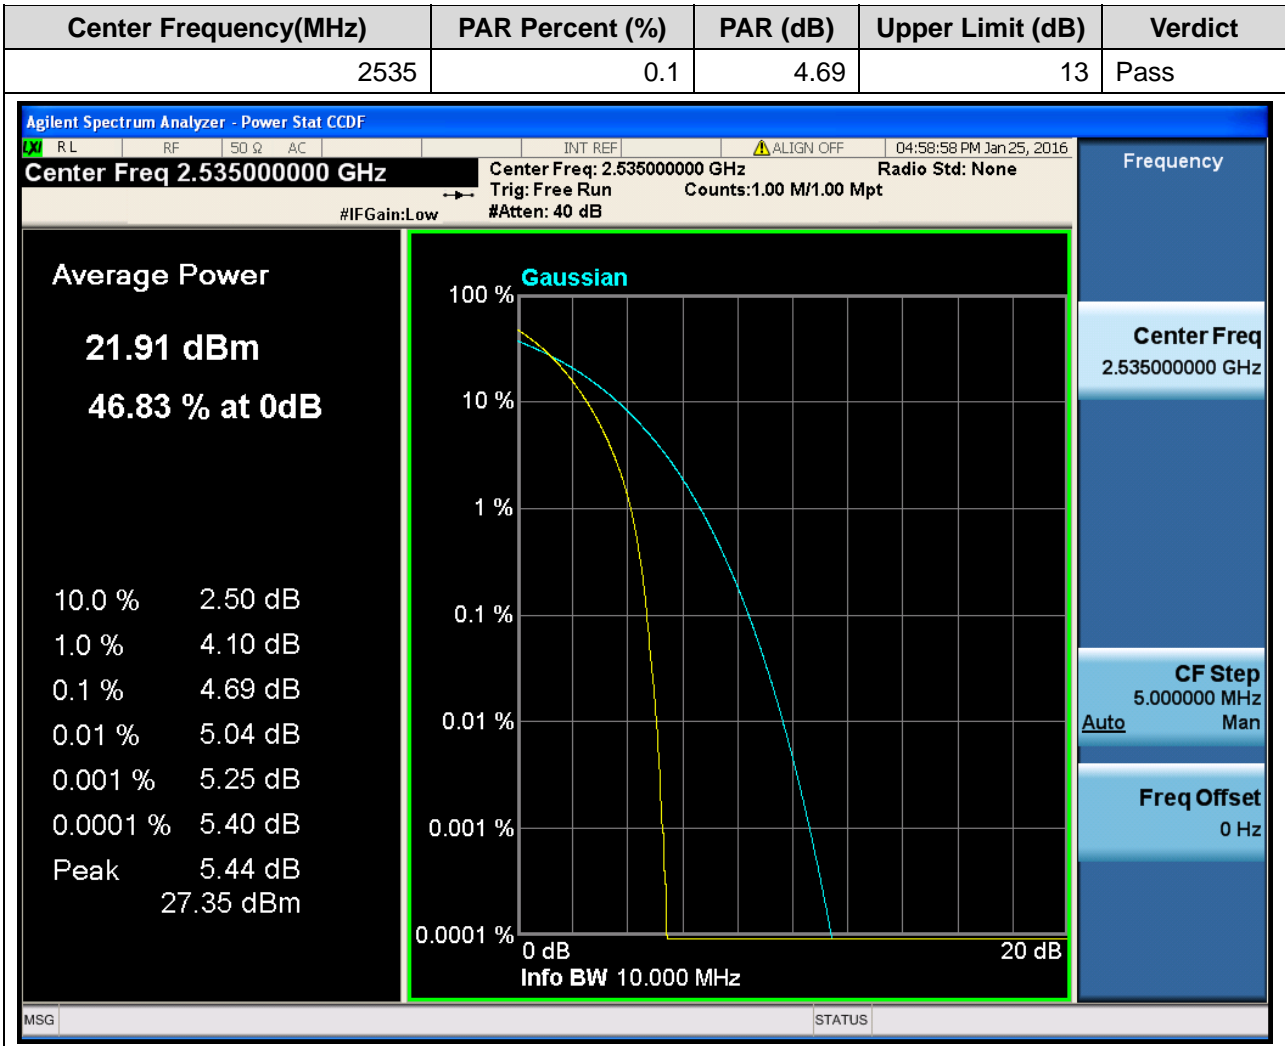 Center Frequency(MHz) PAR Percent (%) PAR (dB) Upper Limit (dB) Verdict
2535 0.1 4.69 13 Pass
Agilent Spectrum Analyzer - Power Stat CCDF
LXI RL RF 50 Ω AC INT REF ALIGN OFF 04:58:58 PM Jan 25, 2016
Center Freq 2.535000000 GHz
#IFGain:Low
Center Freq: 2.535000000 GHz Radio Std: None
Trig: Free Run Counts:1.00 M/1.00 Mpt
#Atten: 40 dB
Average Power
21.91 dBm
46.83 % at 0dB
10.0 % 2.50 dB
1.0 % 4.10 dB
0.1 % 4.69 dB
0.01 % 5.04 dB
0.001 % 5.25 dB
0.0001 % 5.40 dB
Peak 5.44 dB
27.35 dBm
Gaussian
100 %
10 %
1 %
0.1 %
0.01 %
0.001 %
0.0001 %
0 dB 20 dB
Info BW 10.000 MHz
Frequency
Center Freq
2.535000000 GHz
CF Step
5.000000 MHz
Auto Man
Freq Offset
0 Hz
MSG STATUS